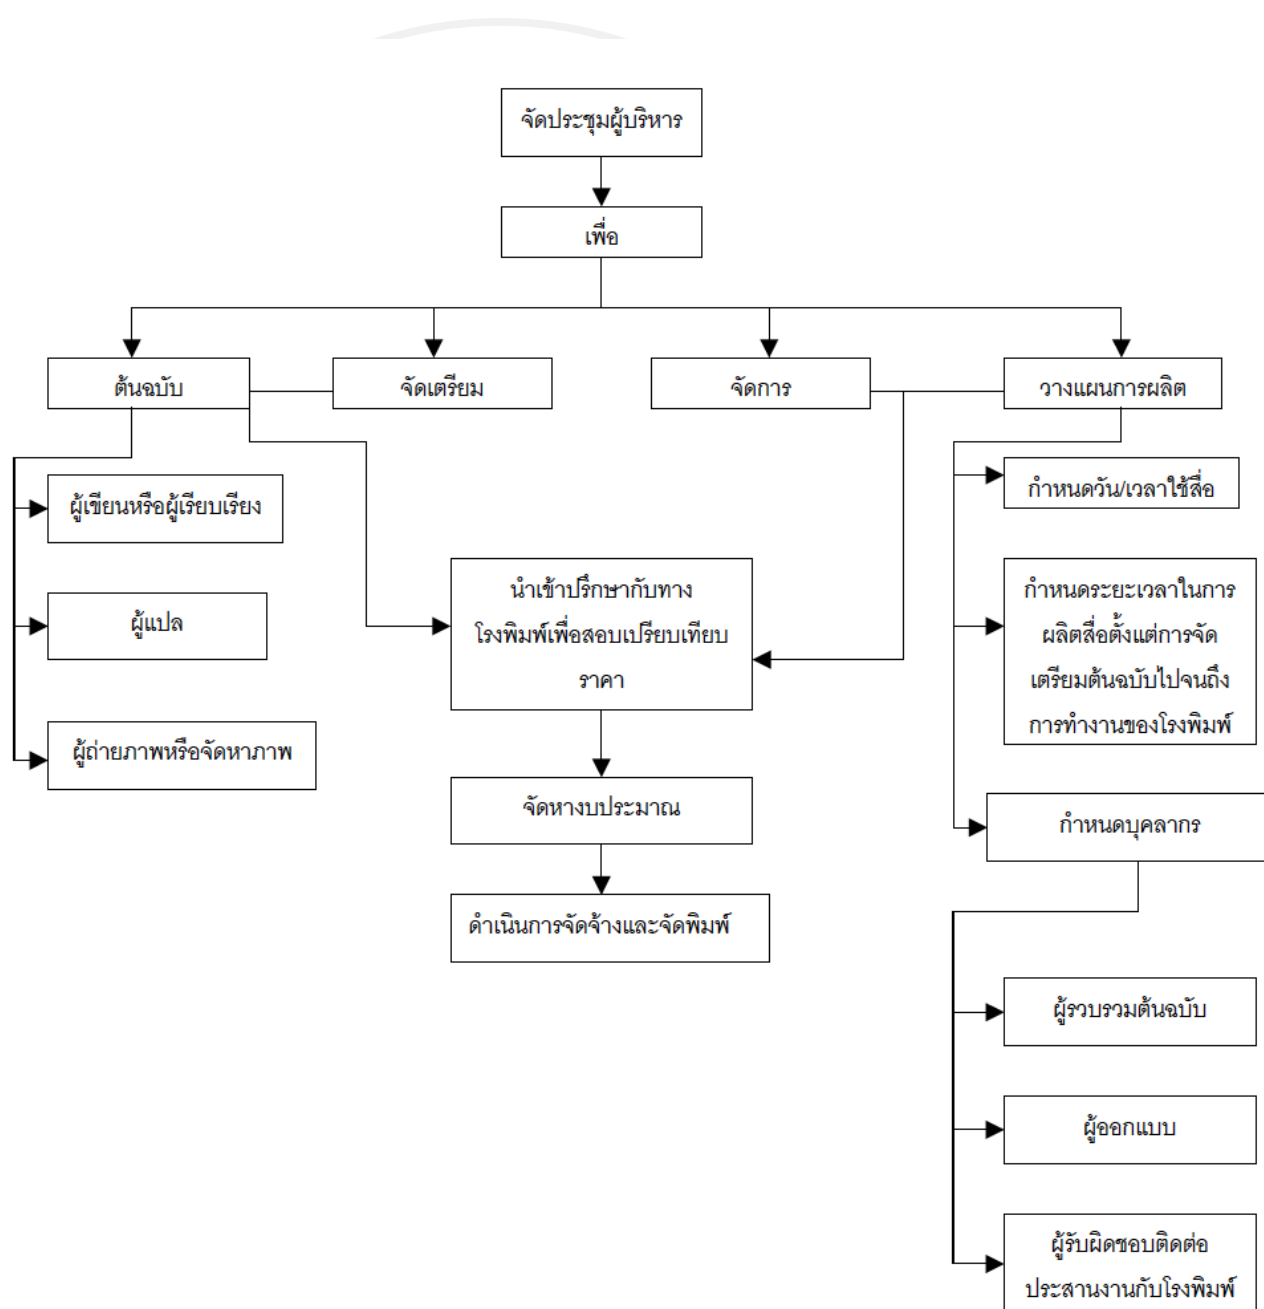 จัดประชุมผู้บริหาร
เพื่อ
ต้นฉบับ
จัดเตรียม
จัดการ
วางแผนการผลิต
ผู้เขียนหรือผู้เรียบเรียง
ผู้แปล
ผู้ถ่ายภาพหรือจัดหาภาพ
นำเข้าปรึกษากับทาง
โรงพิมพ์เพื่อสอบเปรียบเทียบ
ราคา
จัดหางบประมาณ
ดำเนินการจัดจ้างและจัดพิมพ์
กำหนดวัน/เวลาใช้สื่อ
กำหนดระยะเวลาในการ
ผลิตสื่อตั้งแต่การจัด
เตรียมต้นฉบับไปจนถึง
การทำงานของโรงพิมพ์
กำหนดบุคลากร
ผู้รวบรวมต้นฉบับ
ผู้ออกแบบ
ผู้รับผิดชอบติดต่อ
ประสานงานกับโรงพิมพ์